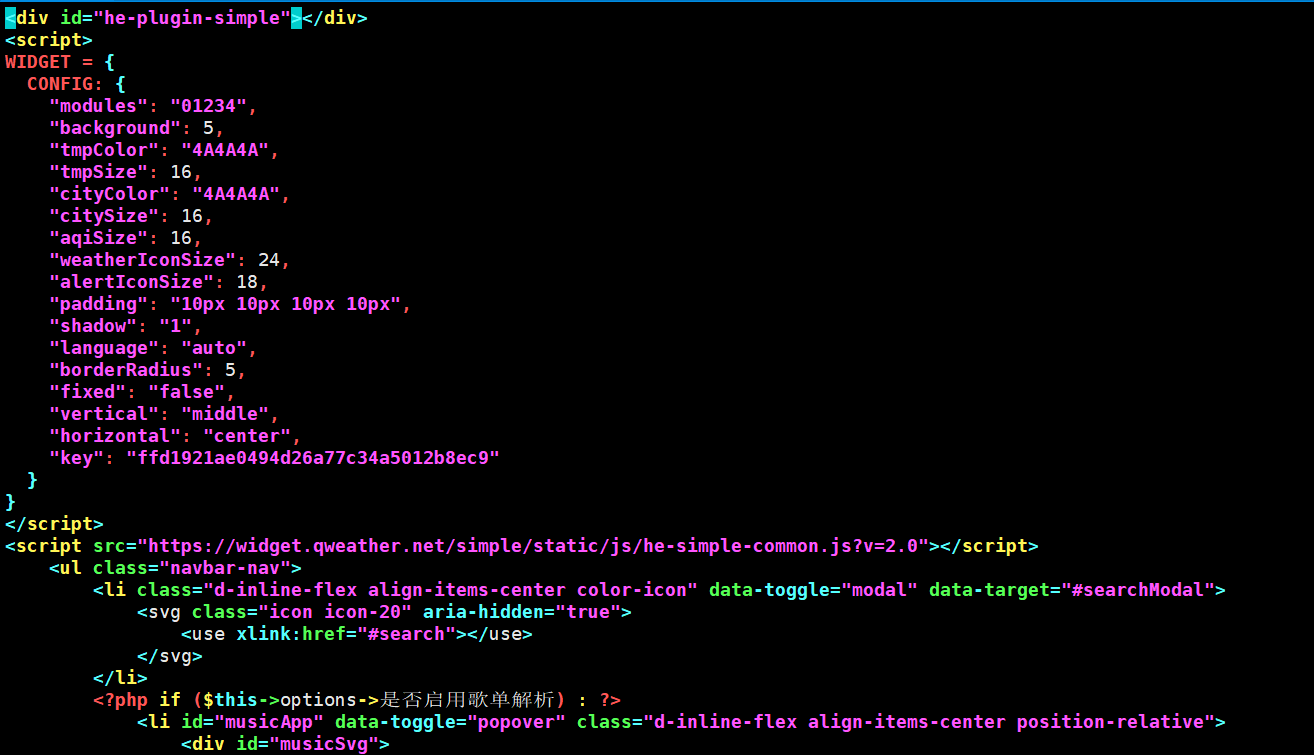 <div id="he-plugin-simple"></div>
<script>
WIDGET = {
  CONFIG: {
    "modules": "01234",
    "background": 5,
    "tmpColor": "4A4A4A",
    "tmpSize": 16,
    "cityColor": "4A4A4A",
    "citySize": 16,
    "aqiSize": 16,
    "weatherIconSize": 24,
    "alertIconSize": 18,
    "padding": "10px 10px 10px 10px",
    "shadow": "1",
    "language": "auto",
    "borderRadius": 5,
    "fixed": "false",
    "vertical": "middle",
    "horizontal": "center",
    "key": "ffd1921ae0494d26a77c34a5012b8ec9"
  }
}
</script>
<script src="https://widget.qweather.net/simple/static/js/he-simple-common.js?v=2.0"></script>
    <ul class="navbar-nav">
        <li class="d-inline-flex align-items-center color-icon" data-toggle="modal" data-target="#searchModal">
            <svg class="icon icon-20" aria-hidden="true">
                <use xlink:href="#search"></use>
            </svg>
        </li>
        <?php if ($this->options->是否启用歌单解析) : ?>
            <li id="musicApp" data-toggle="popover" class="d-inline-flex align-items-center position-relative">
                <div id="musicSvg">